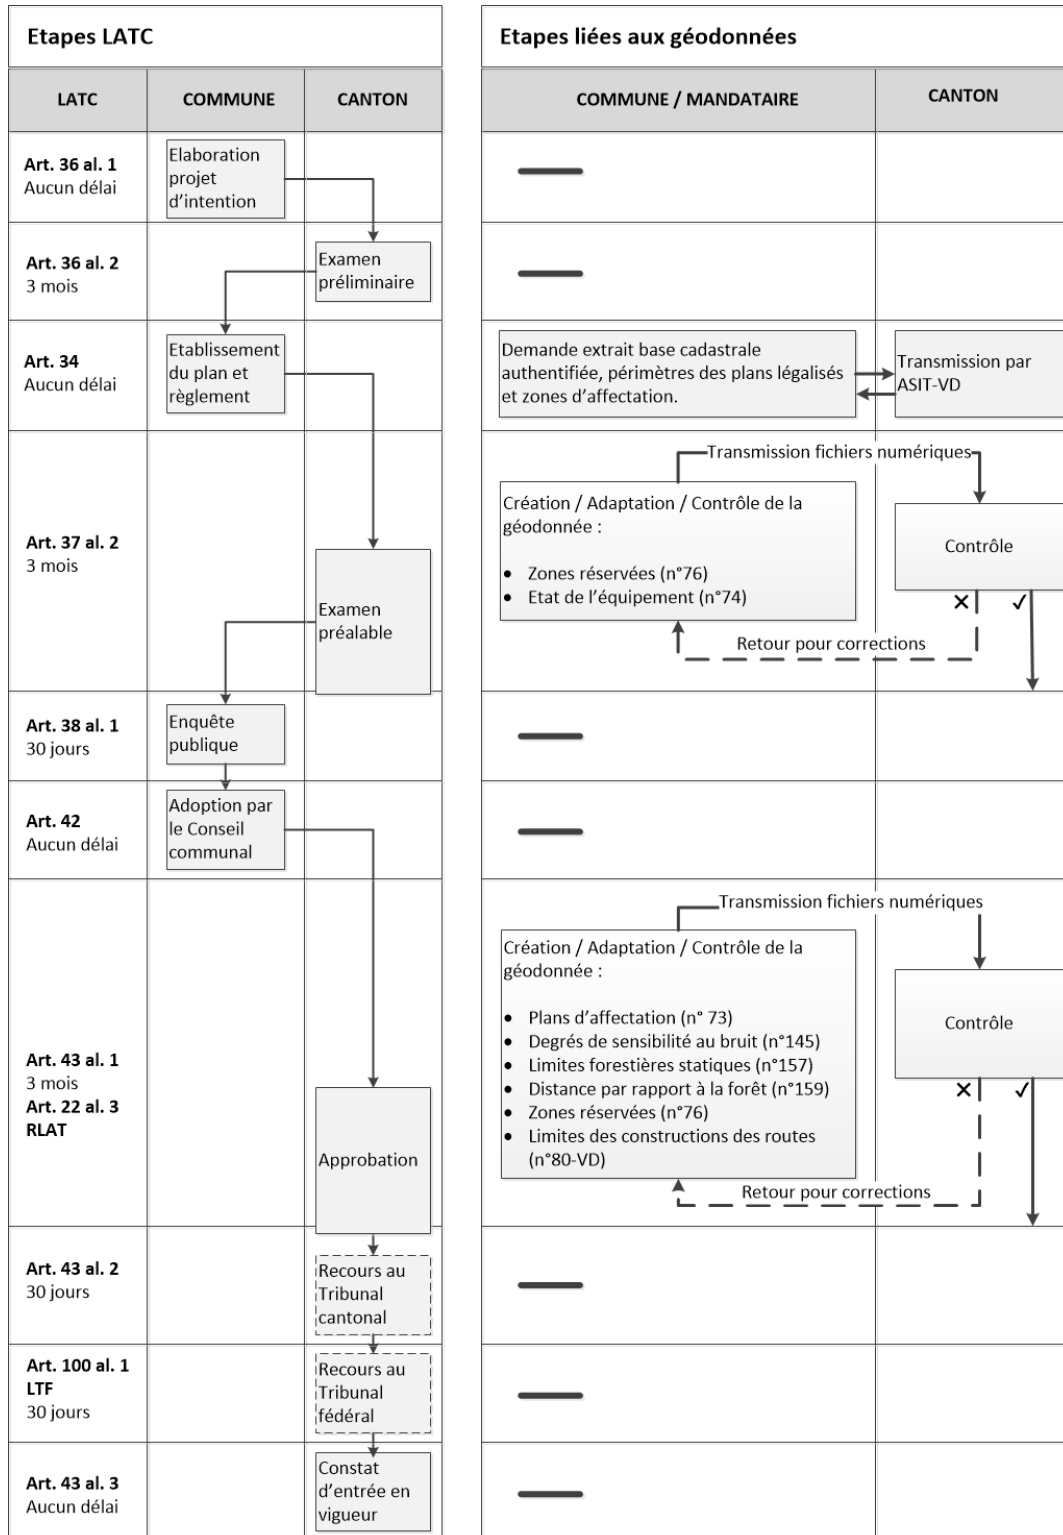 Etapes LATC
Etapes liées aux géodonnées
LATC
COMMUNE
CANTON
COMMUNE / MANDATAIRE
CANTON
Art. 36 al. 1
Aucun délai
Elaboration
projet
d’intention
Art. 36 al. 2
3 mois
Examen
préliminaire
Art. 34
Aucun délai
Etablissement
du plan et
règlement
Demande extrait base cadastrale
authentifiée, périmètres des plans légalisés
et zones d’affectation.
Transmission par
ASIT-VD
Art. 37 al. 2
3 mois
Examen
préalable
Transmission fichiers numériques
Création / Adaptation / Contrôle de la
géodonnée :
• Zones réservées (n°76)
• Etat de l’équipement (n°74)
Contrôle
Retour pour corrections
Art. 38 al. 1
30 jours
Enquête
publique
Art. 42
Aucun délai
Adoption par
le Conseil
communal
Art. 43 al. 1
3 mois
Art. 22 al. 3
RLAT
Approbation
Transmission fichiers numériques
Création / Adaptation / Contrôle de la
géodonnée :
• Plans d’affectation (n° 73)
• Degrés de sensibilité au bruit (n°145)
• Limites forestières statiques (n°157)
• Distance par rapport à la forêt (n°159)
• Zones réservées (n°76)
• Limites des constructions des routes
(n°80-VD)
Contrôle
Retour pour corrections
Art. 43 al. 2
30 jours
Recours au
Tribunal
cantonal
Art. 100 al. 1
LTF
30 jours
Recours au
Tribunal
fédéral
Art. 43 al. 3
Aucun délai
Constat
d’entrée en
vigueur